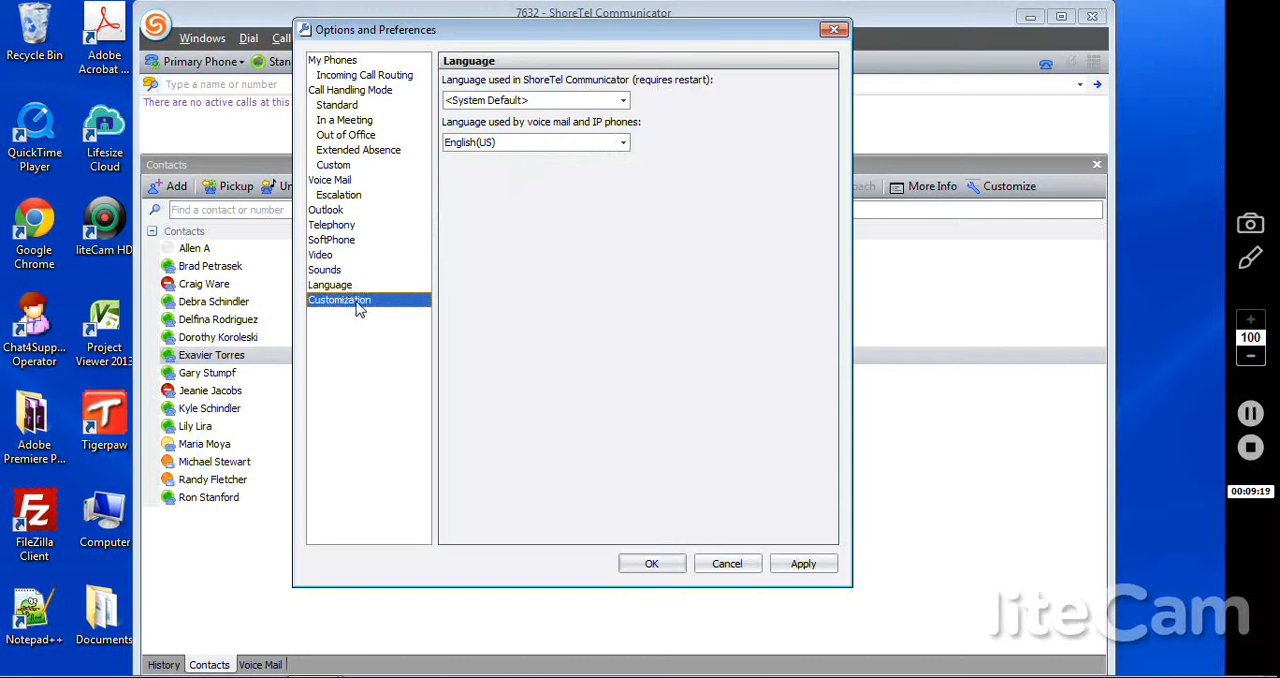 7632 - ShoreTel Communicator
Options and Preferences
Windows Dial Call
Primary Phone
Stan
Type a name or number
There are no active calls at this
Contacts
Add Pickup Un
More Info Customize
Find a contact or number
Contacts
Allen A
Brad Petrasek
Craig Ware
Debra Schindler
Delfina Rodriguez
Dorothy Koroleski
Exavier Torres
Gary Stumpf
Jeanie Jacobs
Kyle Schindler
Lily Lira
Maria Moya
Michael Stewart
Randy Fletcher
Ron Stanford
History Contacts Voice Mail
My Phones
Incoming Call Routing
Call Handling Mode
Standard
In a Meeting
Out of Office
Extended Absence
Custom
Voice Mail
Escalation
Outlook
Telephony
SoftPhone
Video
Sounds
Language
Customization
Language
Language used in ShoreTel Communicator (requires restart):
<System Default>
Language used by voice mail and IP phones:
English(US)
OK Cancel Apply
Recycle Bin
Adobe
Acrobat ...
QuickTime
Player
Lifesize
Cloud
Google
Chrome
liteCam HD
Chat4Supp...
Operator
Project
Viewer 2013
Adobe
Premiere P...
Tigerpaw
FileZilla
Client
Computer
Notepad++
Documents
100
00:09:19
liteCam